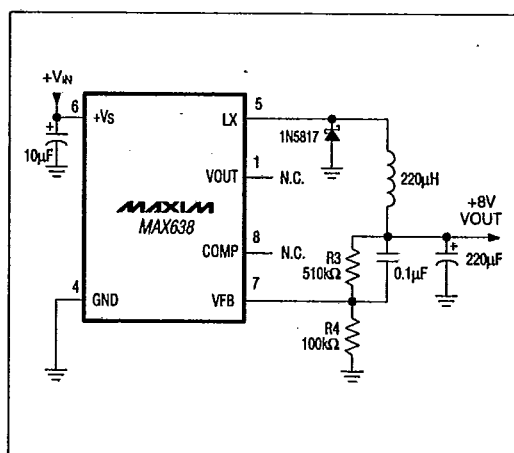 +VIN
6
+VS
10µF
MAXIM
MAX638
LX
5
1N5817
VOUT
1
N.C.
220µH
+8V
VOUT
COMP
8
N.C.
R3
510kΩ
0.1µF
220µF
4
GND
VFB
7
R4
100kΩ